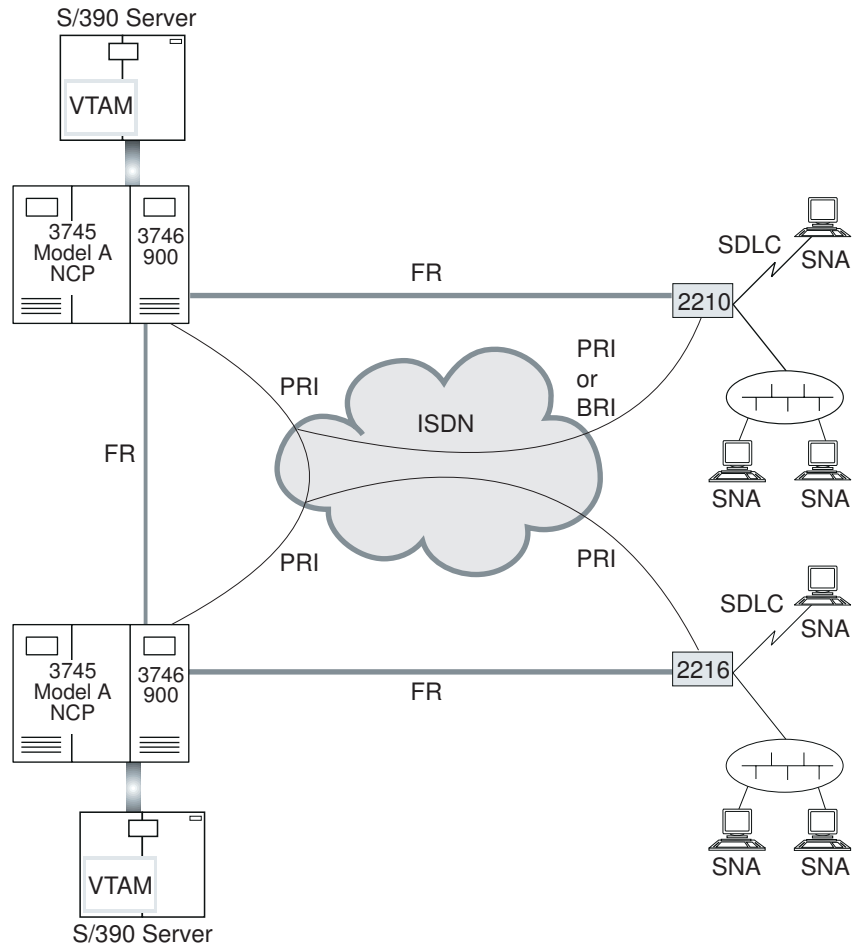 S/390 Server
VTAM
3745
Model A
NCP
3746
900
FR
2210
SDLC
SNA
PRI
PRI
or
BRI
ISDN
SNA
SNA
FR
PRI
PRI
SDLC
SNA
3745
Model A
NCP
3746
900
FR
2216
SNA
SNA
VTAM
S/390 Server